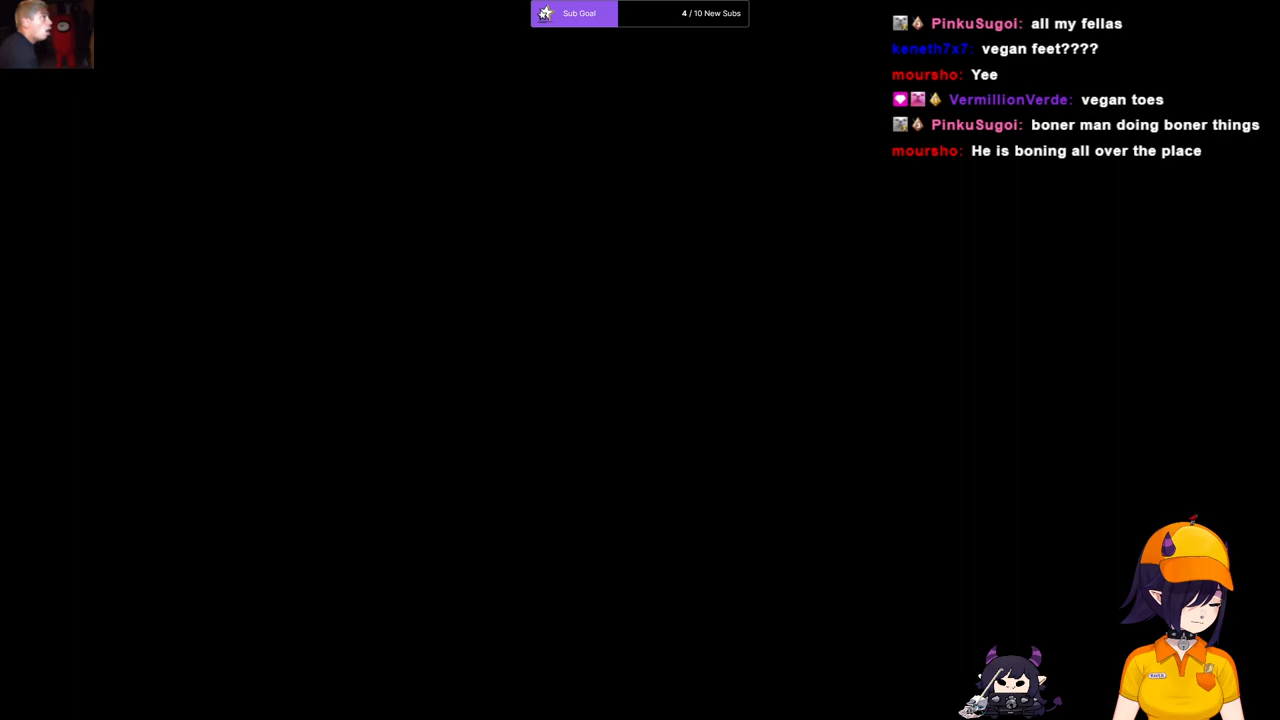 Sub Goal 4 / 10 New Subs
PinkuSugoi: all my fellas
keneth7x7: vegan feet????
moursho: Yee
VermillionVerde: vegan toes
PinkuSugoi: boner man doing boner things
moursho: He is boning all over the place